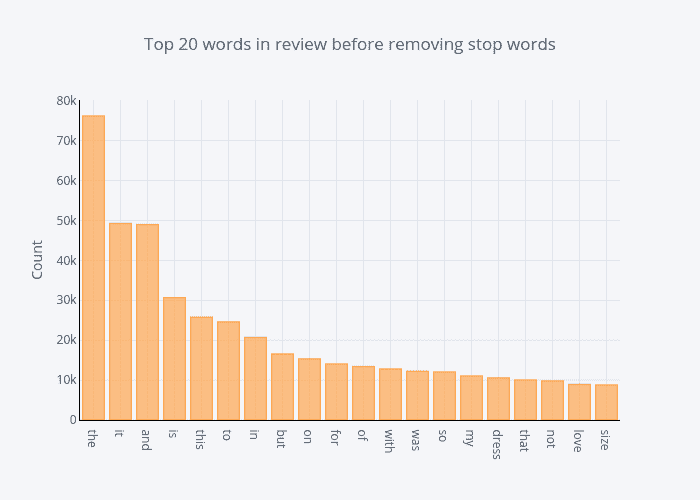 Top 20 words in review before removing stop words
80k
70k
60k
50k
40k
30k
20k
10k
0
Count
the
it
and
is
this
to
in
but
on
for
of
with
was
so
my
dress
that
not
love
size